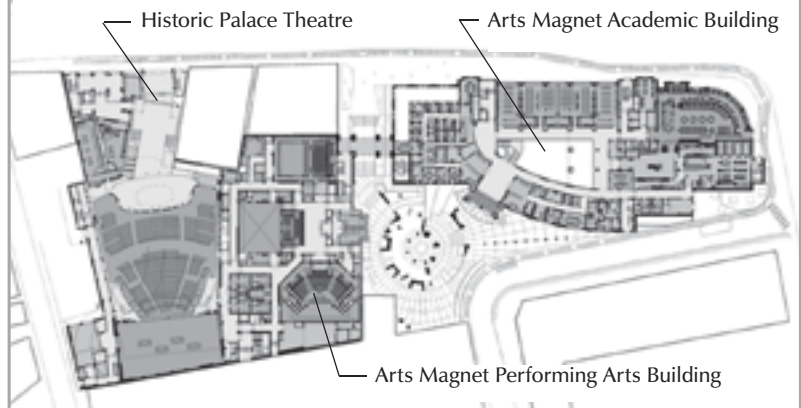 Historic Palace Theatre
Arts Magnet Academic Building
Arts Magnet Performing Arts Building